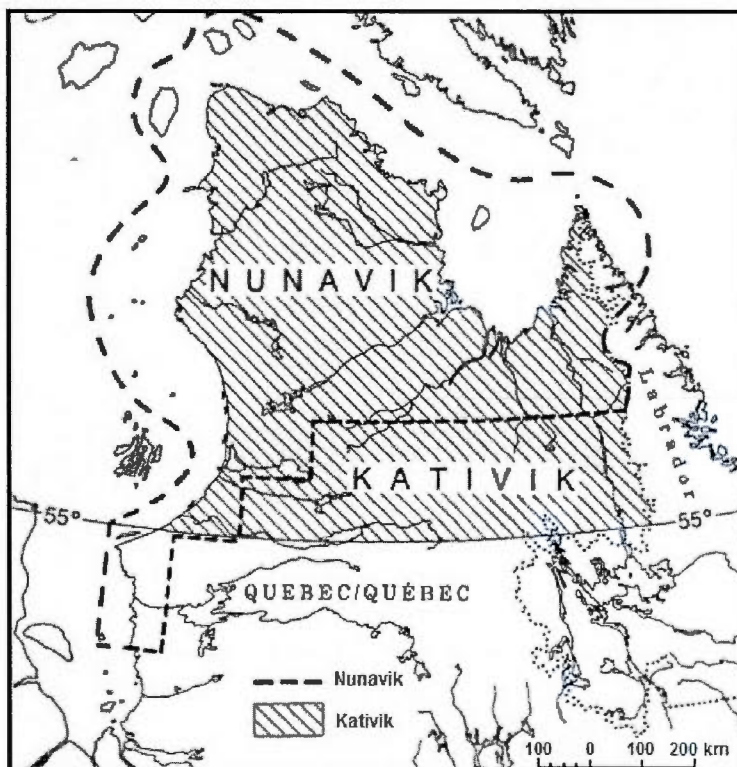 NUNAVIK
Labrador
KATIVIK
55°
55°
QUEBEC/QUÉBEC
Nunavik
Kativik
100 0 100 200 km